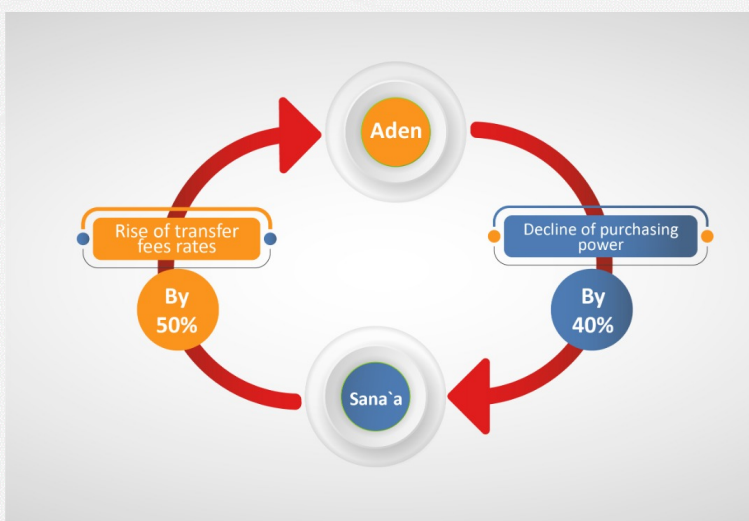 Aden
Rise of transfer
fees rates
Decline of purchasing
power
By
50%
By
40%
Sana`a